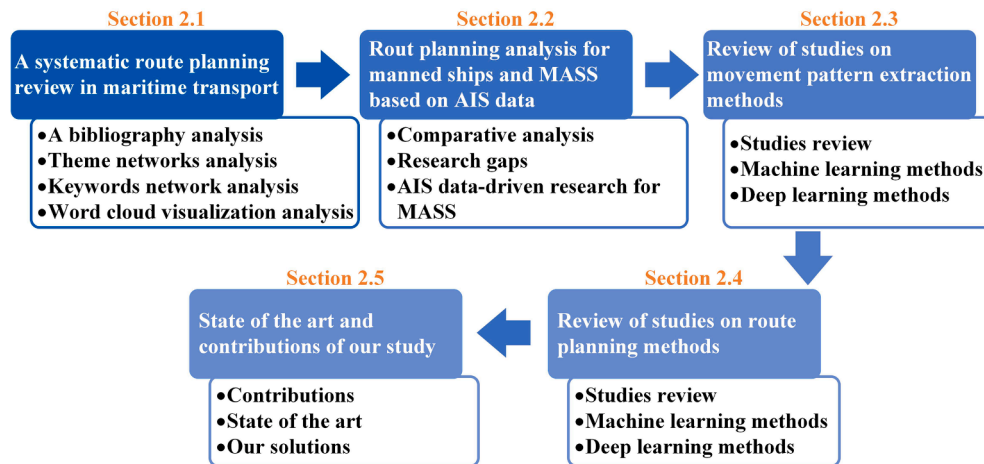 Section 2.1
A systematic route planning
review in maritime transport
•A bibliography analysis
•Theme networks analysis
•Keywords network analysis
•Word cloud visualization analysis
Section 2.2
Rout planning analysis for
manned ships and MASS
based on AIS data
•Comparative analysis
•Research gaps
•AIS data-driven research for
MASS
Section 2.3
Review of studies on
movement pattern extraction
methods
•Studies review
•Machine learning methods
•Deep learning methods
Section 2.4
Review of studies on route
planning methods
•Studies review
•Machine learning methods
•Deep learning methods
Section 2.5
State of the art and
contributions of our study
•Contributions
•State of the art
•Our solutions